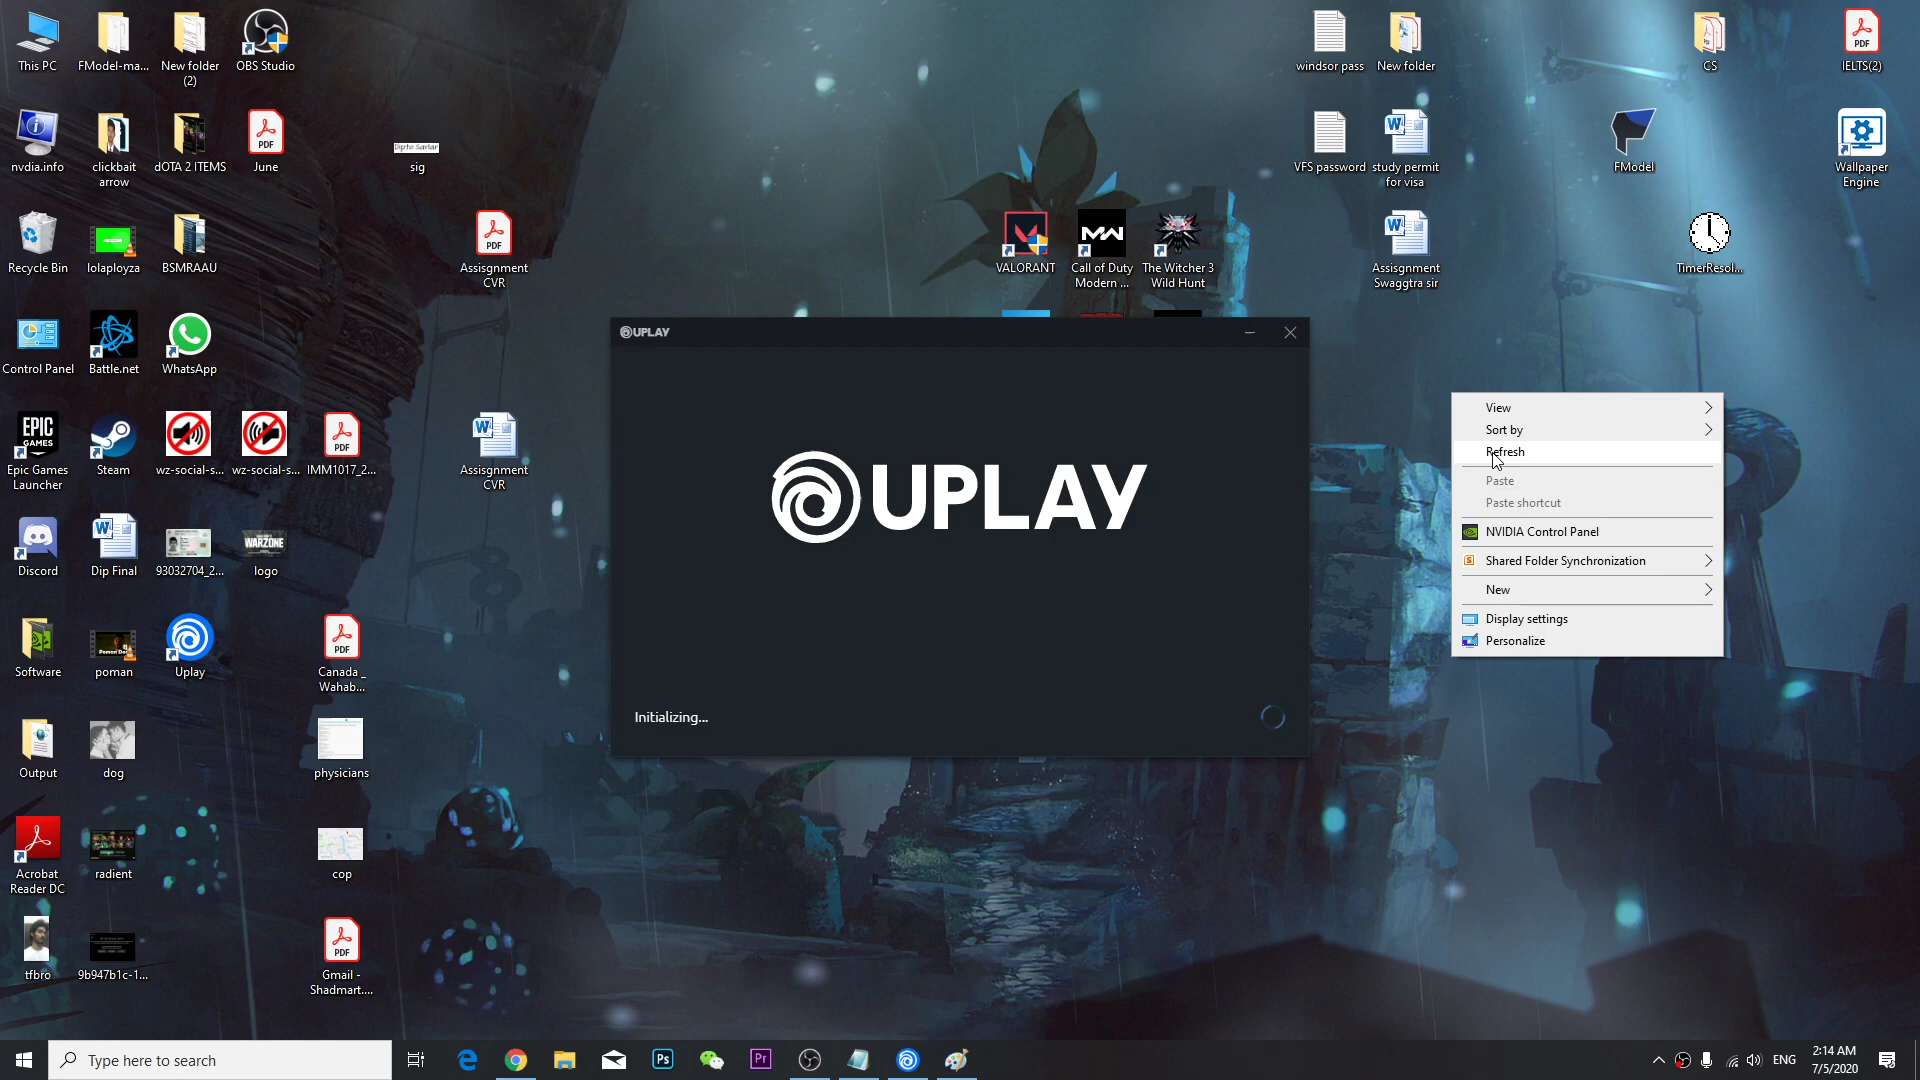 This PC
FModel-ma...
New folder
(2)
OBS Studio
windsor pass
New folder
CS
IELTS(2)
nvdia.info
clickbait
arrow
dOTA 2 ITEMS
June
sig
VFS password
study permit
for visa
FModel
Wallpaper
Engine
Recycle Bin
lolaployza
BSMRAAU
Assisgnment
CVR
VALORANT
Call of Duty
Modern ...
The Witcher 3
Wild Hunt
Assisgnment
Swaggtra sir
TimerResol...
Control Panel
Battle.net
WhatsApp
UPLAY
UPLAY
Initializing...
View
Sort by
Refresh
Paste
Paste shortcut
NVIDIA Control Panel
Shared Folder Synchronization
New
Display settings
Personalize
EPIC
GAMES
Epic Games
Launcher
Steam
wz-social-s...
wz-social-s...
IMM1017_2...
Assisgnment
CVR
Discord
Dip Final
93032704_2...
WARZONE
logo
Software
poman
Uplay
Canada _
Wahab...
Output
dog
physicians
Acrobat
Reader DC
radient
cop
tfbro
9b947b1c-1...
Gmail -
Shadmart....
Type here to search
ENG
2:14 AM
7/5/2020